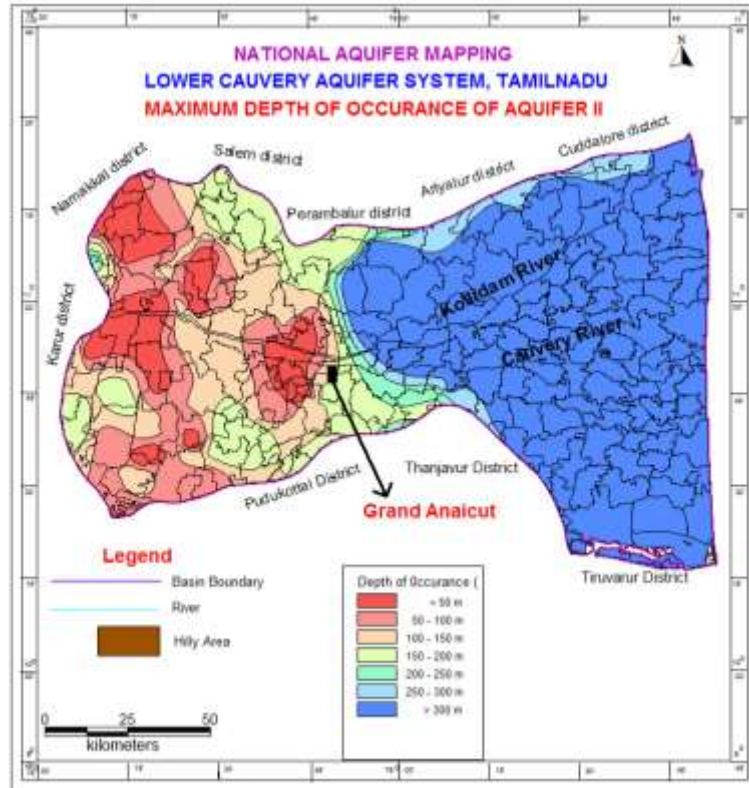 N
NATIONAL AQUIFER MAPPING
LOWER CAUVERY AQUIFER SYSTEM, TAMILNADU
MAXIMUM DEPTH OF OCCURANCE OF AQUIFER II
Cuddalore district
Salem district
Namakkal district
Ariyalur district
Perambalur district
Kollidam River
Karur district
Cauvery River
Thanjavur District
Pudukottai District
Grand Anaicut
Tiruvarur District
Legend
Basin Boundary
River
Hilly Area
Depth of Occurance (
< 50 m
50 - 100 m
100 - 150 m
150 - 200 m
200 - 250 m
250 - 300 m
> 300 m
0 25 50
kilometers